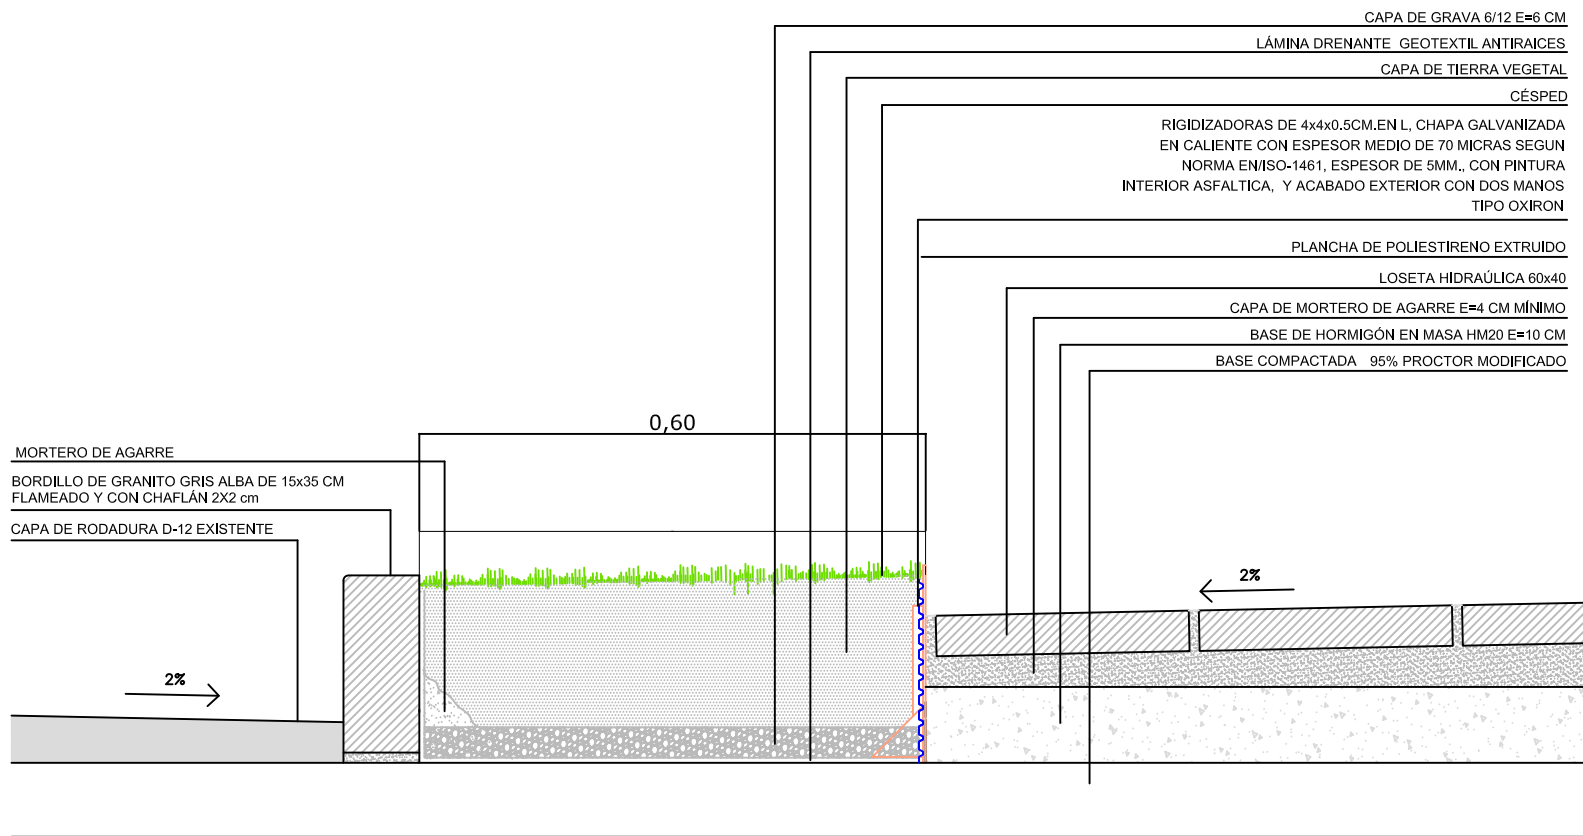 CAPA DE GRAVA 6/12 E=6 CM
LÁMINA DRENANTE GEOTEXTIL ANTIRAICES
CAPA DE TIERRA VEGETAL
CÉSPED
RIGIDIZADORAS DE 4x4x0.5CM.EN L, CHAPA GALVANIZADA
EN CALIENTE CON ESPESOR MEDIO DE 70 MICRAS SEGUN
NORMA EN/ISO-1461, ESPESOR DE 5MM., CON PINTURA
INTERIOR ASFALTICA, Y ACABADO EXTERIOR CON DOS MANOS
TIPO OXIRON
PLANCHA DE POLIESTIRENO EXTRUIDO
LOSETA HIDRAÚLICA 60x40
CAPA DE MORTERO DE AGARRE E=4 CM MÍNIMO
BASE DE HORMIGÓN EN MASA HM20 E=10 CM
BASE COMPACTADA 95% PROCTOR MODIFICADO
0,60
MORTERO DE AGARRE
BORDILLO DE GRANITO GRIS ALBA DE 15x35 CM
FLAMEADO Y CON CHAFLÁN 2X2 cm
CAPA DE RODADURA D-12 EXISTENTE
2%
2%